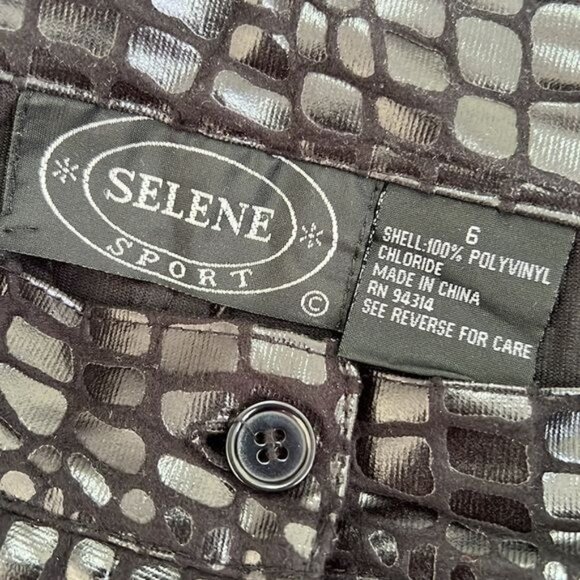 SELENE
SPORT
©
6
SHELL:100% POLYVINYL
CHLORIDE
MADE IN CHINA
RN 94314
SEE REVERSE FOR CARE